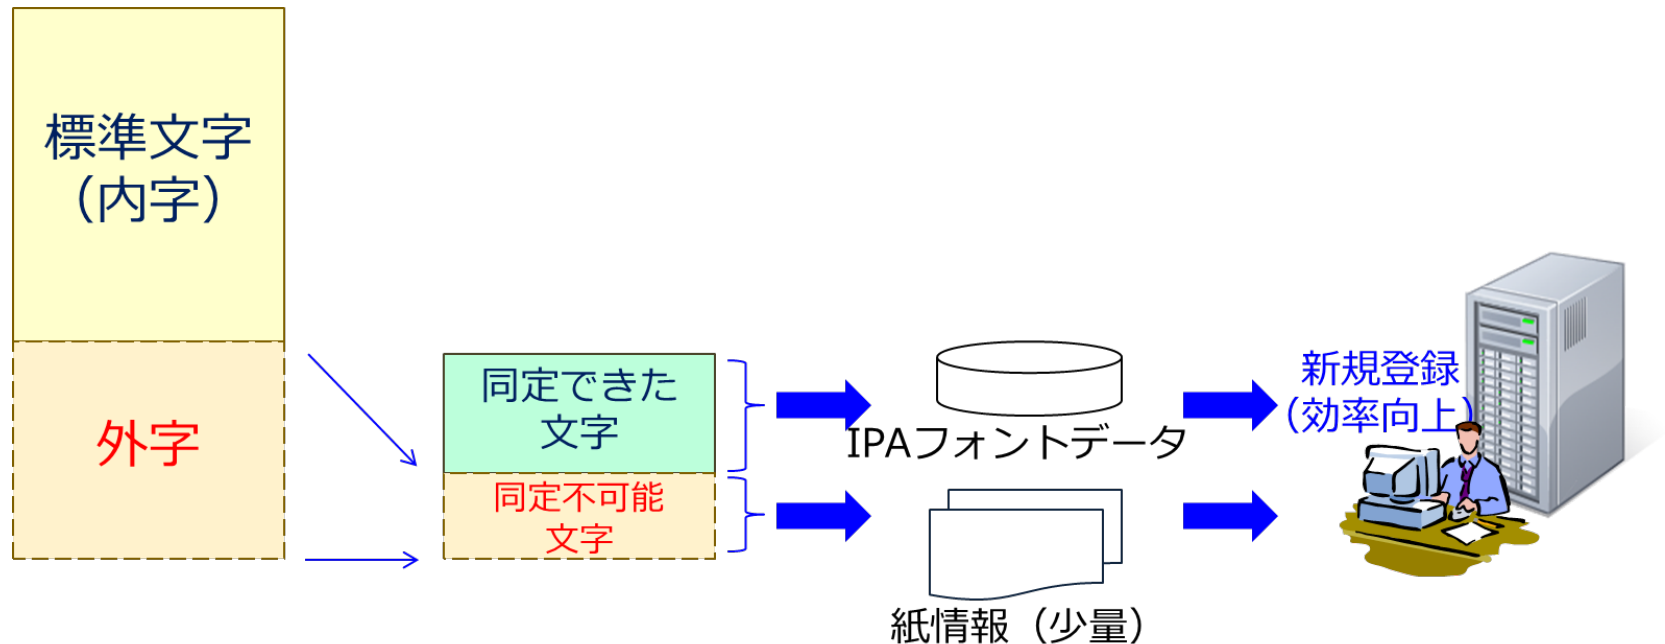 標準文字
（内字）
外字
同定できた
文字
同定不可能
文字
IPAフォントデータ
紙情報（少量）
新規登録
（効率向上）